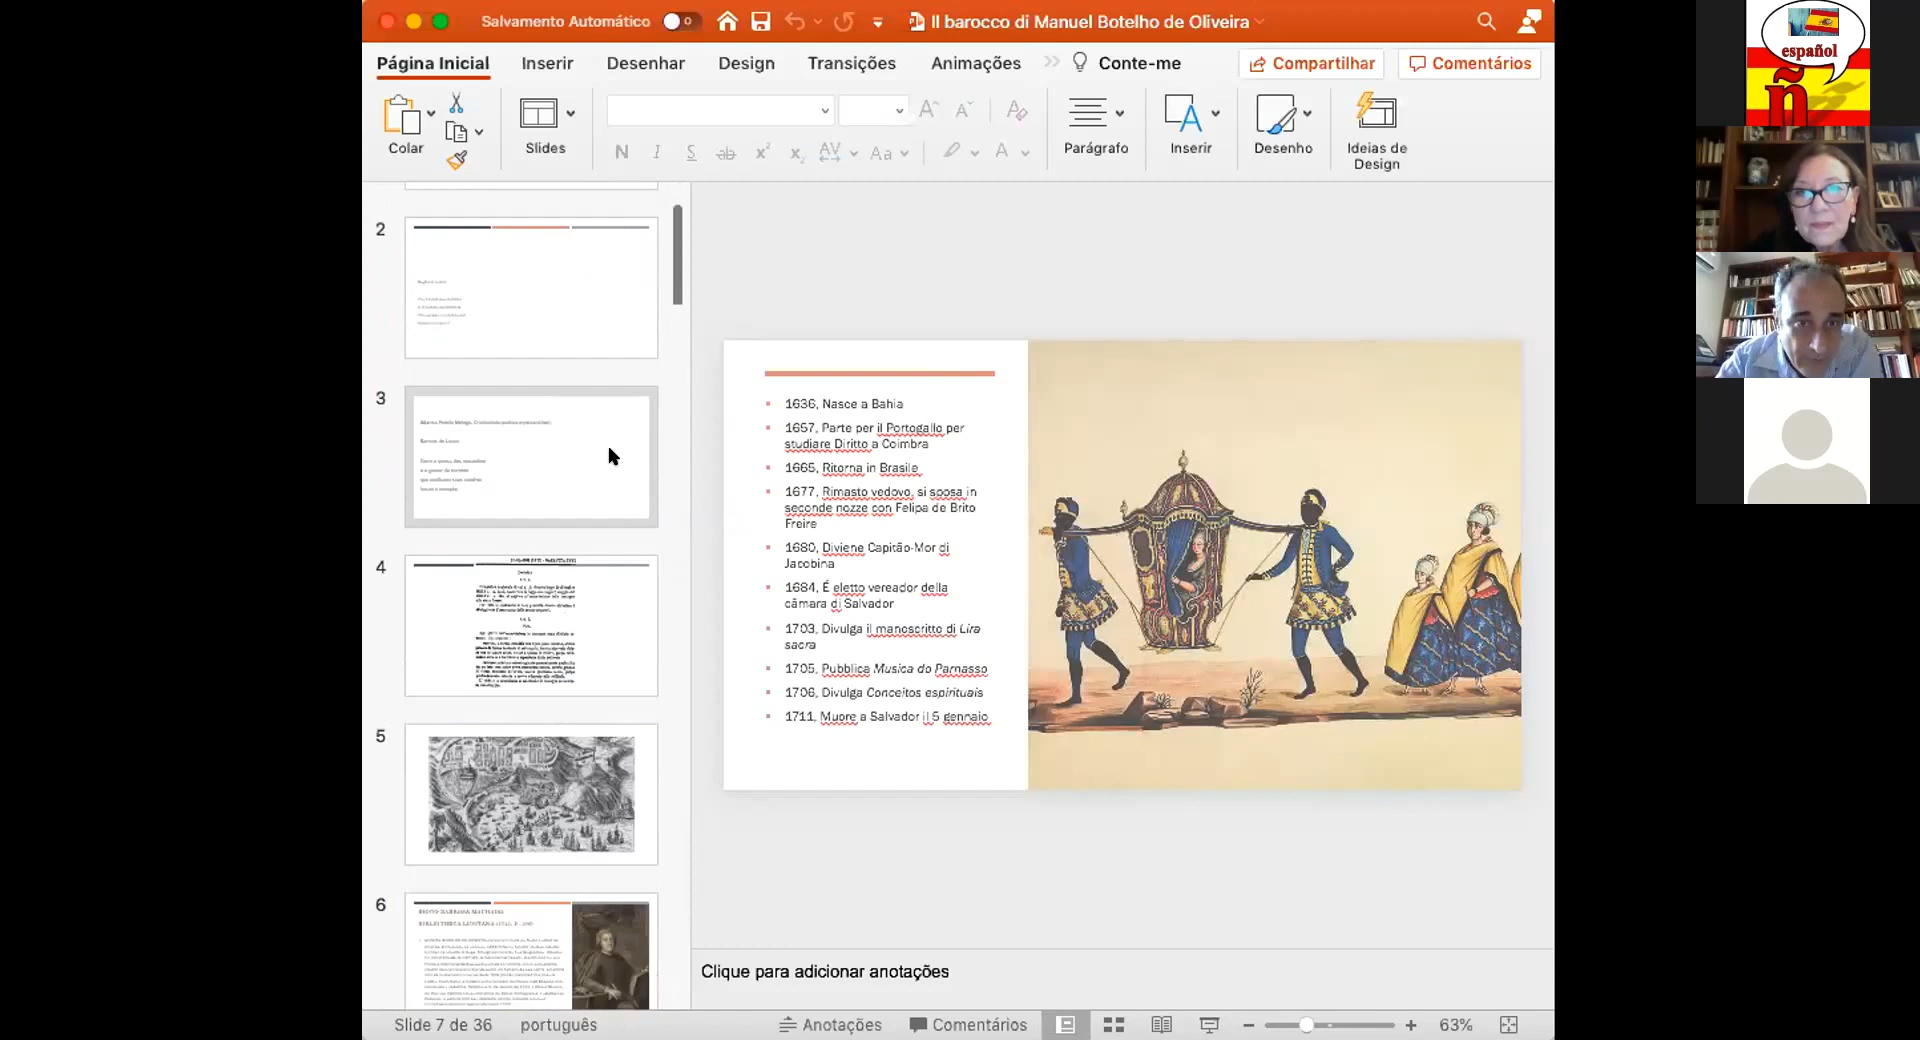 Salvamento Automático
Il barocco di Manuel Botelho de Oliveira
Página Inicial
Inserir
Desenhar
Design
Transições
Animações
Conte-me
Compartilhar
Comentários
Colar
Slides
N I S ab x² x₂ AV Aa A
Parágrafo
Inserir
Desenho
Ideias de
Design
2
3
4
5
6
1636, Nasce a Bahia
1657, Parte per il Portogallo per
studiare Diritto a Coimbra
1665, Ritorna in Brasile
1677, Rimasto vedovo, si sposa in
seconde nozze con Felipa de Brito
Freire
1680, Diviene Capitão-Mor di
Jacobina
1684, É eletto vereador della
câmara di Salvador
1703, Divulga il manoscritto di Lira
sacra
1705, Pubblica Musica do Parnasso
1706, Divulga Conceitos espirituais
1711, Muore a Salvador il 5 gennaio
Clique para adicionar anotações
Slide 7 de 36
português
Anotações
Comentários
63%
español
ñ